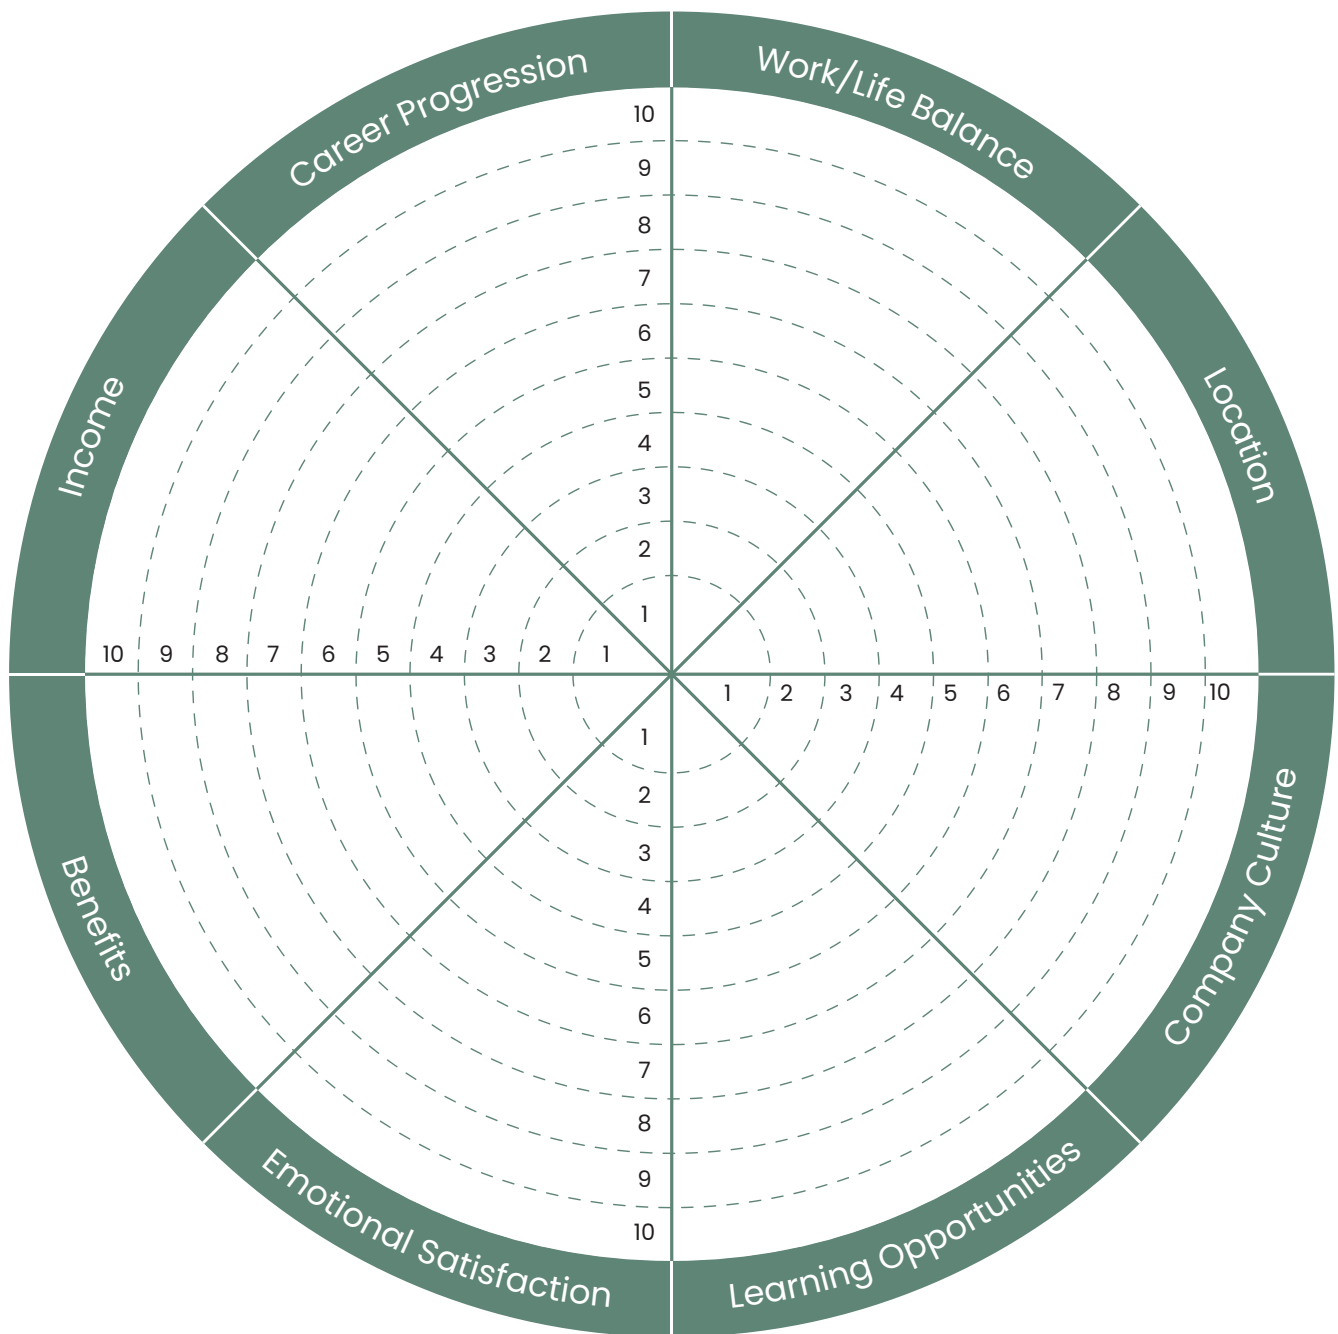 Career Progression
Work/Life Balance
Location
Company Culture
Learning Opportunities
Emotional Satisfaction
Benefits
Income
10
9
8
7
6
5
4
3
2
1
10 9 8 7 6 5 4 3 2 1
1 2 3 4 5 6 7 8 9 10
1
2
3
4
5
6
7
8
9
10